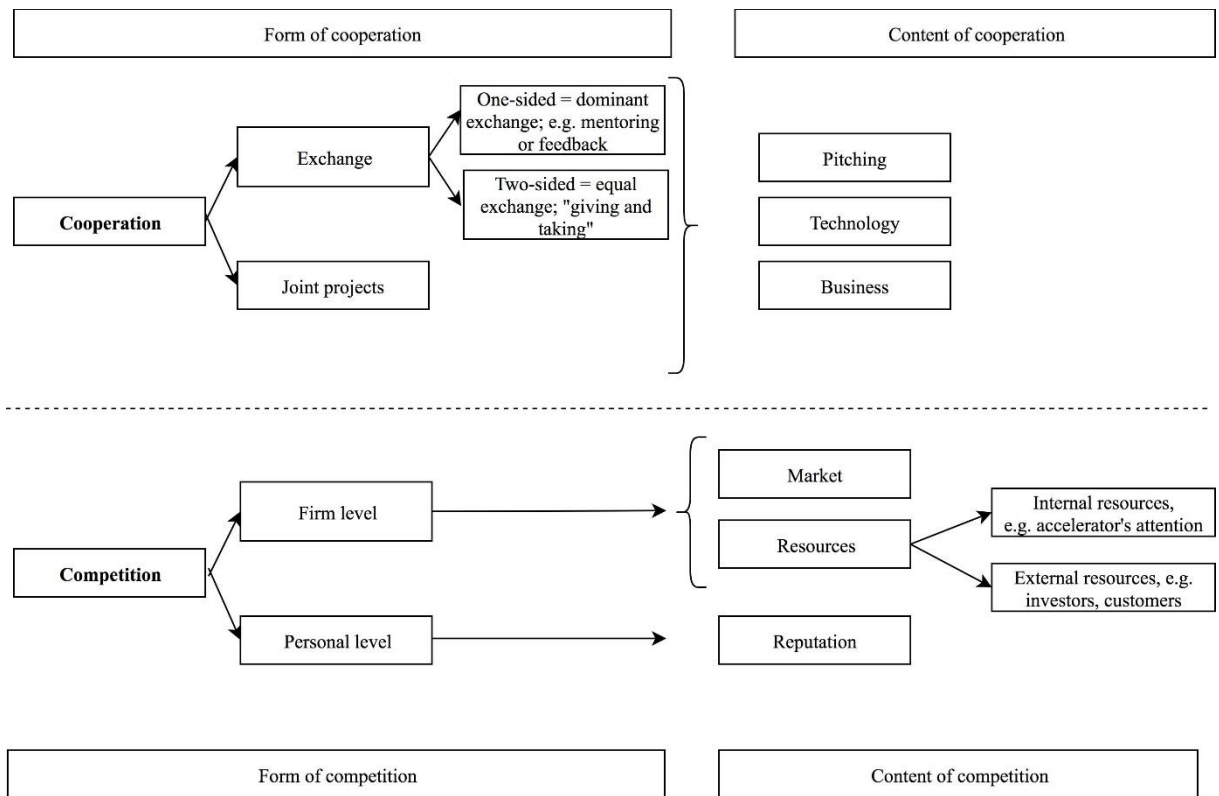 Form of cooperation
Content of cooperation
One-sided = dominant
exchange; e.g. mentoring
or feedback
Exchange
Pitching
Two-sided = equal
exchange; "giving and
taking"
Cooperation
Technology
Joint projects
Business
Market
Firm level
Internal resources,
e.g. accelerator's attention
Resources
Competition
External resources, e.g.
investors, customers
Personal level
Reputation
Form of competition
Content of competition